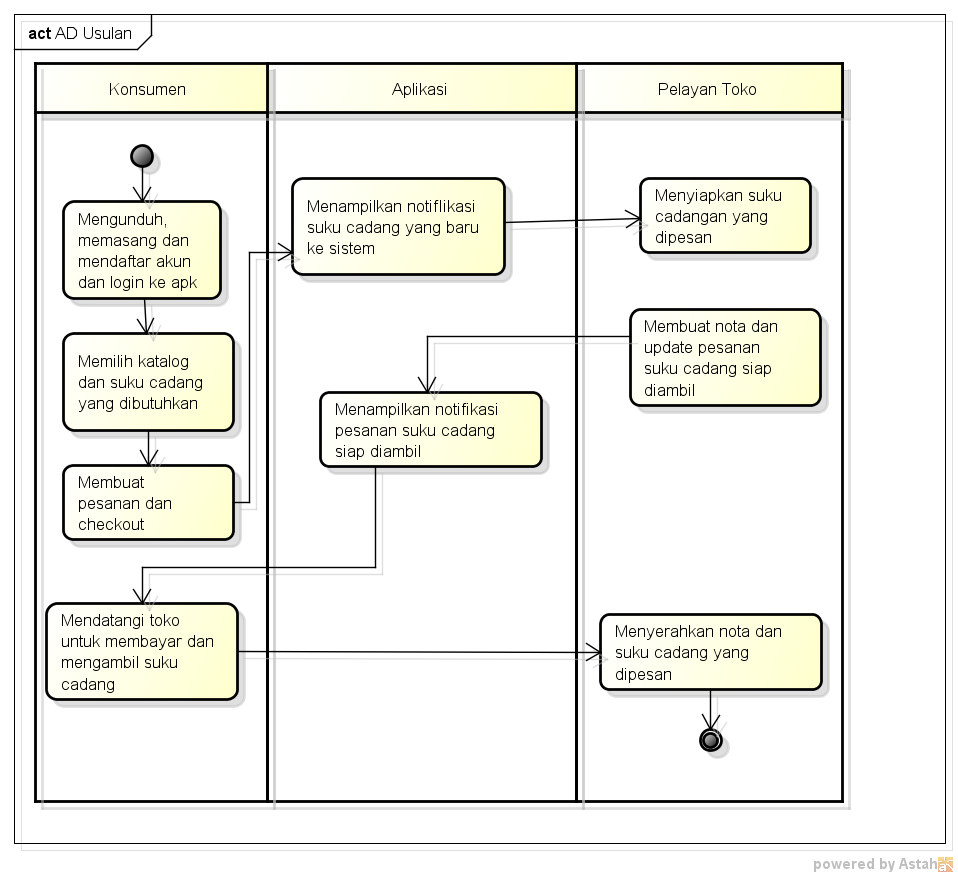 act AD Usulan
Konsumen
Aplikasi
Pelayan Toko
Mengunduh,
memasang dan
mendaftar akun
dan login ke apk
Menampilkan notiflikasi
suku cadang yang baru
ke sistem
Menyiapkan suku
cadangan yang
dipesan
Memilih katalog
dan suku cadang
yang dibutuhkan
Membuat nota dan
update pesanan
suku cadang siap
diambil
Menampilkan notifikasi
pesanan suku cadang
siap diambil
Membuat
pesanan dan
checkout
Mendatangi toko
untuk membayar dan
mengambil suku
cadang
Menyerahkan nota dan
suku cadang yang
dipesan
powered by Astah